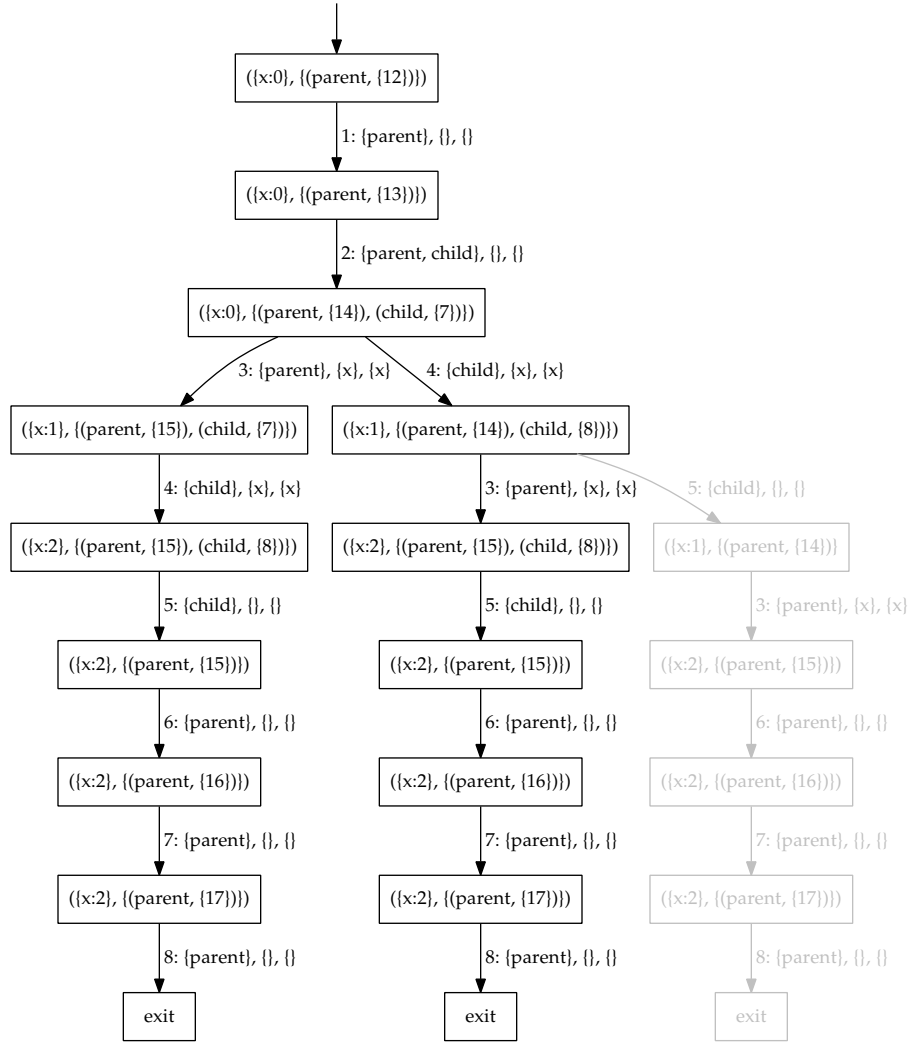 ({x:0}, {(parent, {12})})
1: {parent}, {}, {}
({x:0}, {(parent, {13})})
2: {parent, child}, {}, {}
({x:0}, {(parent, {14}), (child, {7})})
3: {parent}, {x}, {x} 4: {child}, {x}, {x}
({x:1}, {(parent, {15}), (child, {7})}) ({x:1}, {(parent, {14}), (child, {8})})
4: {child}, {x}, {x} 3: {parent}, {x}, {x} 5: {child}, {}, {}
({x:2}, {(parent, {15}), (child, {8})}) ({x:2}, {(parent, {15}), (child, {8})}) ({x:1}, {(parent, {14})}
5: {child}, {}, {} 5: {child}, {}, {} 3: {parent}, {x}, {x}
({x:2}, {(parent, {15})}) ({x:2}, {(parent, {15})}) ({x:2}, {(parent, {15})})
6: {parent}, {}, {} 6: {parent}, {}, {} 6: {parent}, {}, {}
({x:2}, {(parent, {16})}) ({x:2}, {(parent, {16})}) ({x:2}, {(parent, {16})})
7: {parent}, {}, {} 7: {parent}, {}, {} 7: {parent}, {}, {}
({x:2}, {(parent, {17})}) ({x:2}, {(parent, {17})}) ({x:2}, {(parent, {17})})
8: {parent}, {}, {} 8: {parent}, {}, {} 8: {parent}, {}, {}
exit exit exit